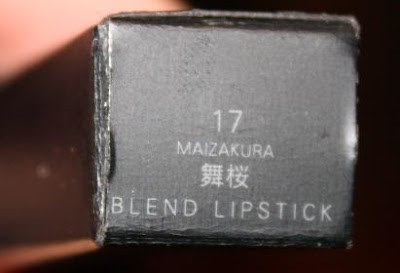 17
MAIZAKURA
舞桜
BLEND LIPSTICK